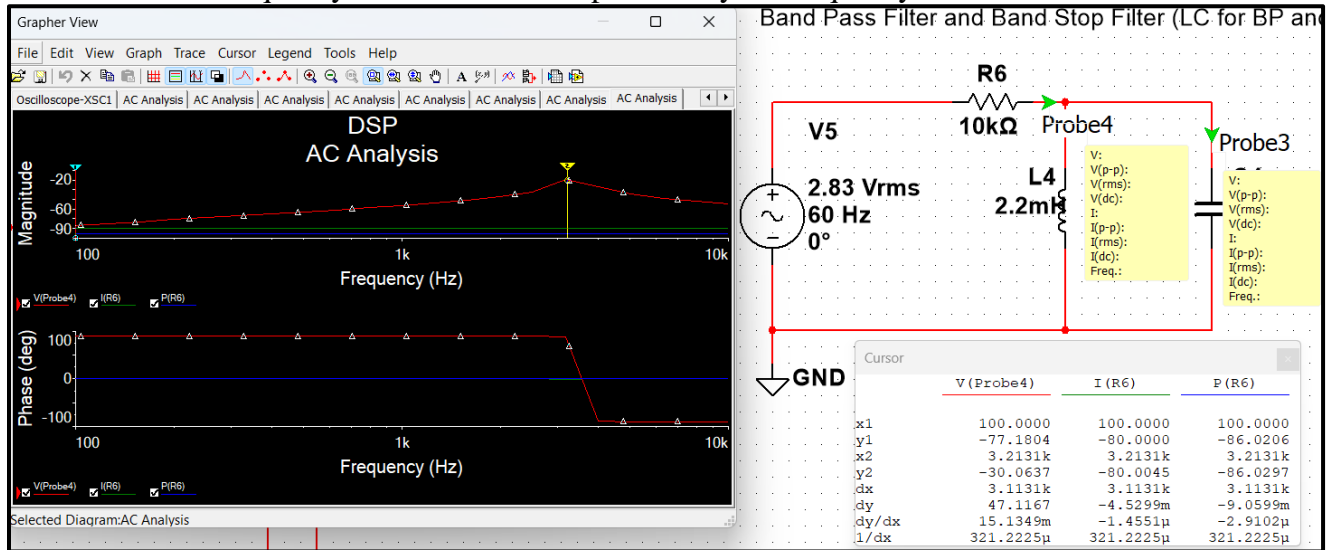 Grapher View
File Edit View Graph Trace Cursor Legend Tools Help
Oscilloscope-XSC1 AC Analysis AC Analysis AC Analysis AC Analysis AC Analysis AC Analysis AC Analysis AC Analysis
DSP
AC Analysis
Magnitude
-20
-60
-90
100 1k 10k
Frequency (Hz)
V(Probe4) I(R6) P(R6)
Phase (deg)
100
0
-100
100 1k 10k
Frequency (Hz)
V(Probe4) I(R6) P(R6)
Selected Diagram:AC Analysis
Band Pass Filter and Band Stop Filter (LC for BP and
R6
10kΩ
V5
2.83 Vrms
60 Hz
0°
Probe4
L4
2.2mH
V:
V(p-p):
V(rms):
V(dc):
I:
I(p-p):
I(rms):
I(dc):
Freq.:
Probe3
V:
V(p-p):
V(rms):
V(dc):
I:
I(p-p):
I(rms):
I(dc):
Freq.:
GND
Cursor
V(Probe4) I(R6) P(R6)
x1 100.0000 100.0000 100.0000
y1 -77.1804 -80.0000 -86.0206
x2 3.2131k 3.2131k 3.2131k
y2 -30.0637 -80.0045 -86.0297
dx 3.1131k 3.1131k 3.1131k
dy 47.1167 -4.5299m -9.0599m
dy/dx 15.1349m -1.4551µ -2.9102µ
1/dx 321.2225µ 321.2225µ 321.2225µ